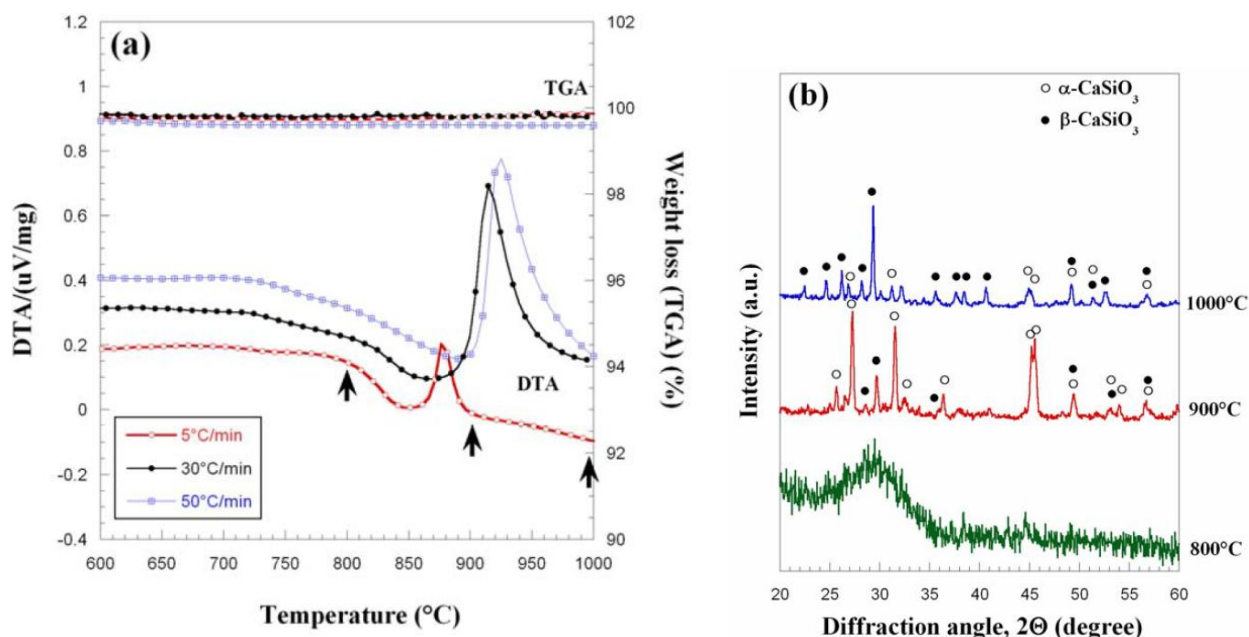 (a)
TGA
DTA
1.2
1
0.8
0.6
0.4
0.2
0
-0.2
-0.4
DTA/(uV/mg)
102
100
98
96
94
92
90
Weight loss (TGA) (%)
5°C/min
30°C/min
50°C/min
600 650 700 750 800 850 900 950 1000
Temperature (°C)
(b)
α-CaSiO3
β-CaSiO3
1000°C
900°C
800°C
Intensity (a.u.)
20 25 30 35 40 45 50 55 60
Diffraction angle, 2Θ (degree)